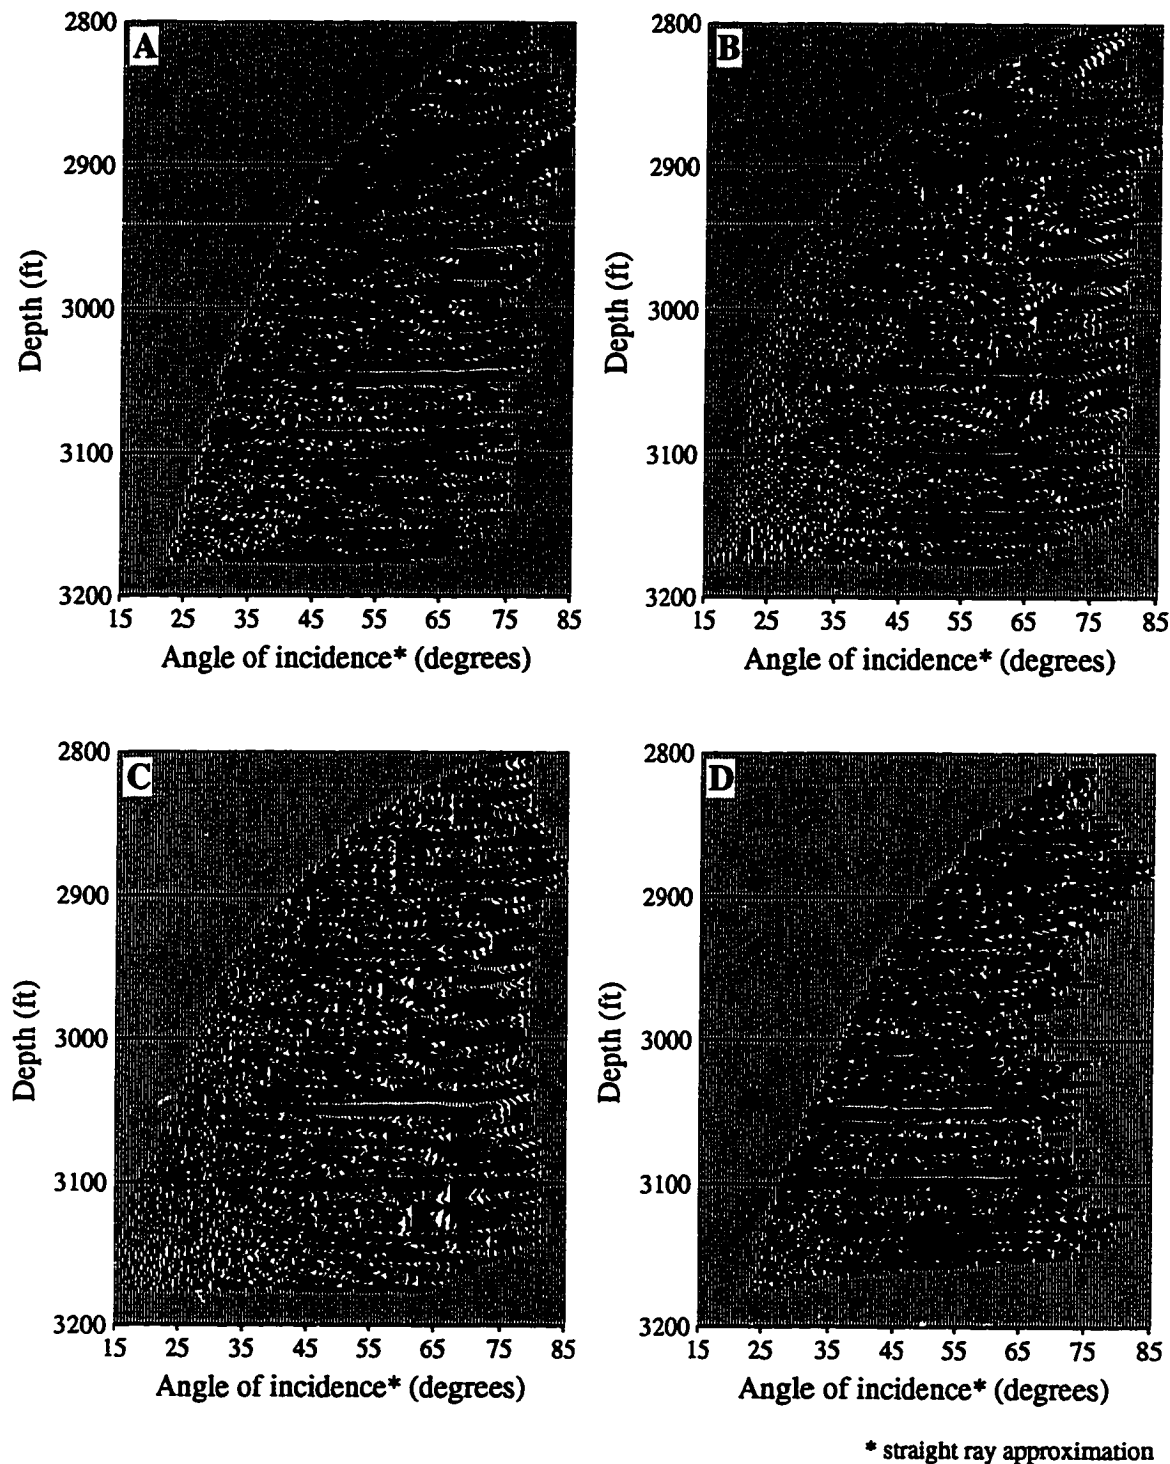 A
2800
2900
3000
3100
3200
Depth (ft)
15 25 35 45 55 65 75 85
Angle of incidence* (degrees)
B
2800
2900
3000
3100
3200
Depth (ft)
15 25 35 45 55 65 75 85
Angle of incidence* (degrees)
C
2800
2900
3000
3100
3200
Depth (ft)
15 25 35 45 55 65 75 85
Angle of incidence* (degrees)
D
2800
2900
3000
3100
3200
Depth (ft)
15 25 35 45 55 65 75 85
Angle of incidence* (degrees)
* straight ray approximation